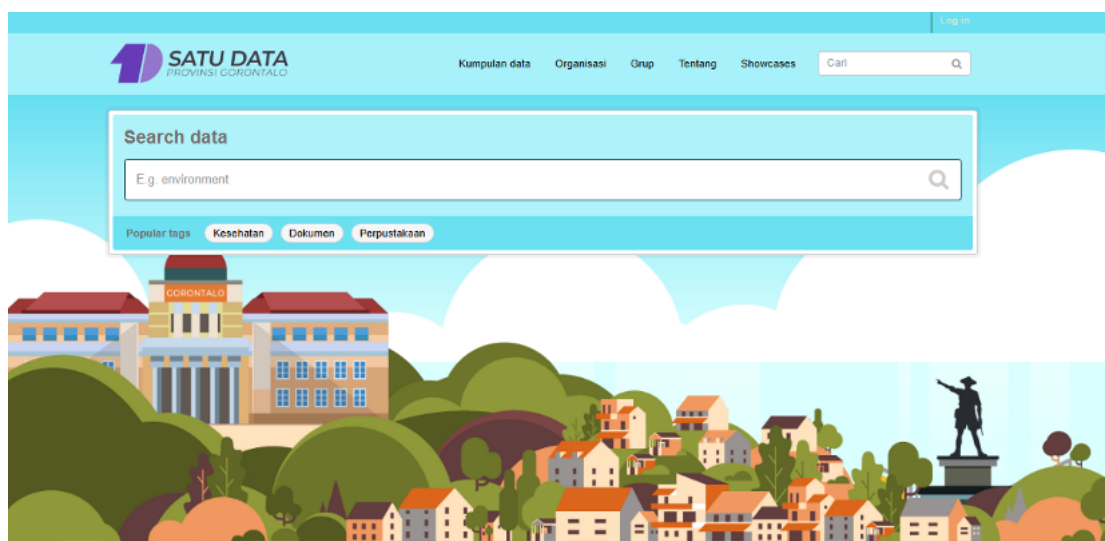 Log in
SATU DATA
PROVINSI GORONTALO
Kumpulan data Organisasi Grup Tentang Showcases Cari
Search data
E.g. environment
Popular tags Kesehatan Dokumen Perpustakaan
GORONTALO